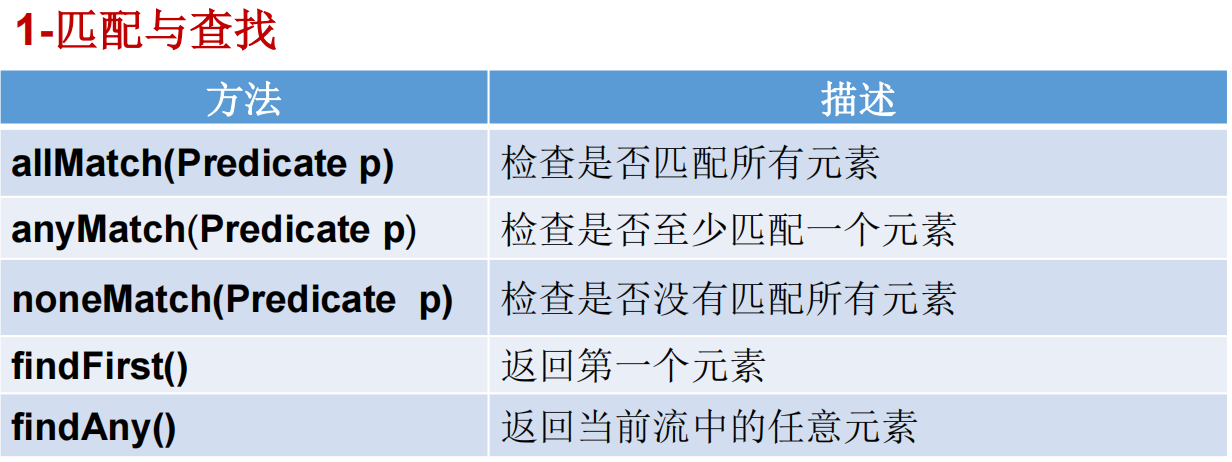 1-匹配与查找
方法 描述
allMatch(Predicate p) 检查是否匹配所有元素
anyMatch(Predicate p) 检查是否至少匹配一个元素
noneMatch(Predicate  p) 检查是否没有匹配所有元素
findFirst() 返回第一个元素
findAny() 返回当前流中的任意元素